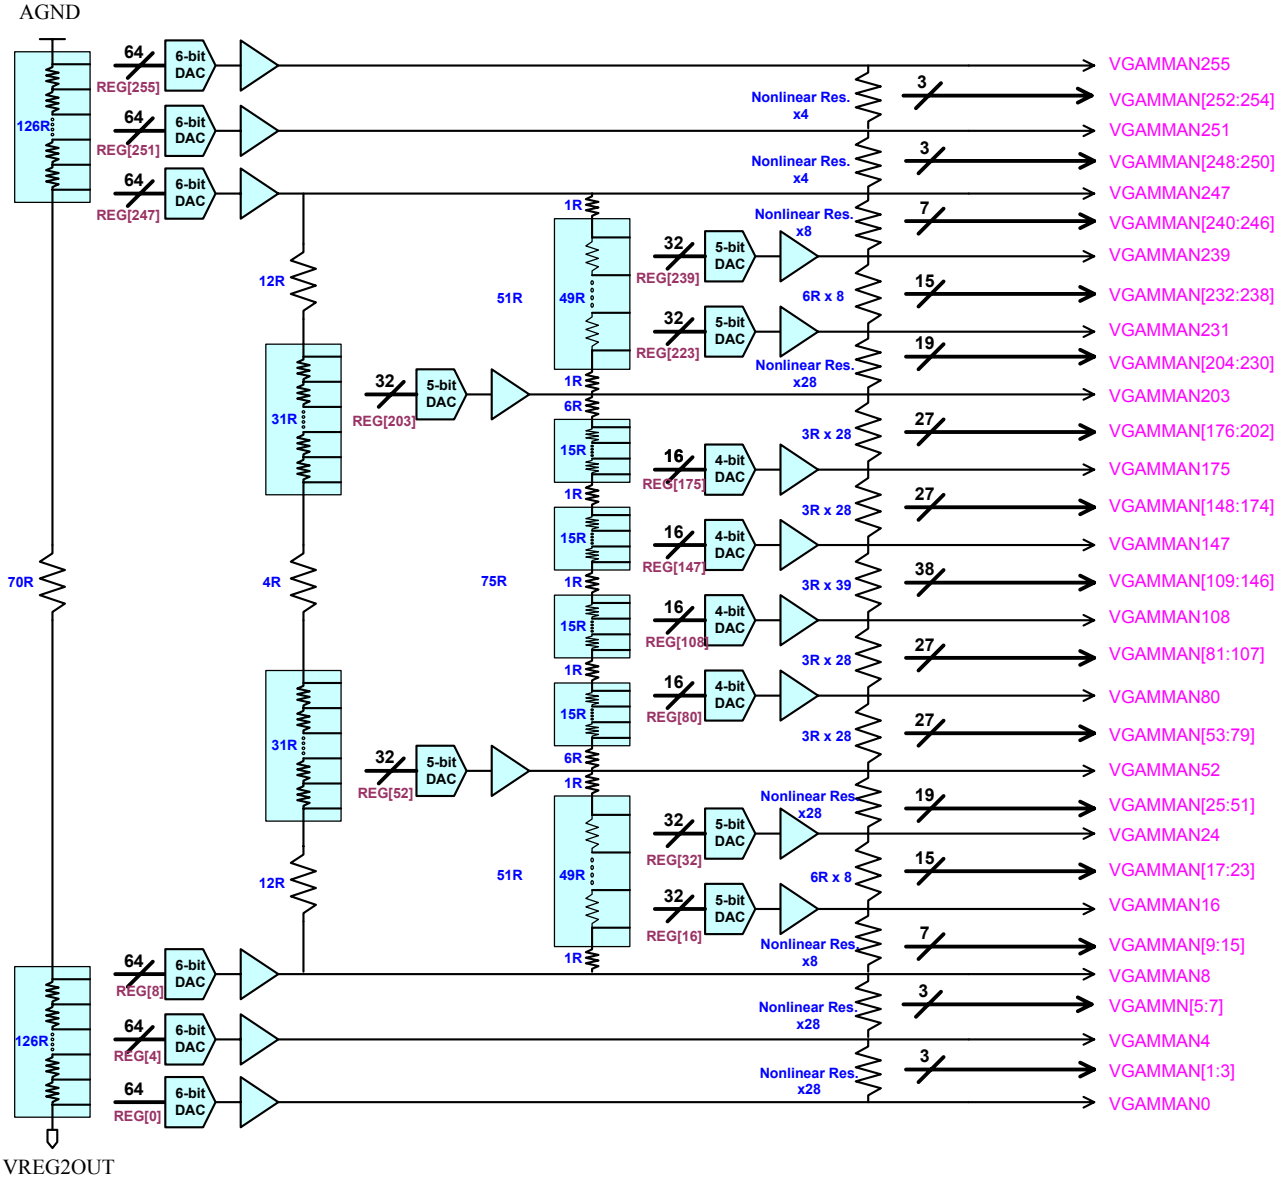 AGND
64
6-bit
DAC
REG[255]
VGAMMAN255
3
Nonlinear Res.
x4
VGAMMAN[252:254]
126R
64
6-bit
DAC
REG[251]
VGAMMAN251
3
Nonlinear Res.
x4
VGAMMAN[248:250]
64
6-bit
DAC
REG[247]
VGAMMAN247
1R
7
Nonlinear Res.
x8
VGAMMAN[240:246]
32
5-bit
DAC
REG[239]
VGAMMAN239
12R
51R
49R
15
6R x 8
VGAMMAN[232:238]
32
5-bit
DAC
REG[223]
VGAMMAN231
19
Nonlinear Res.
x28
VGAMMAN[204:230]
1R
32
5-bit
DAC
REG[203]
VGAMMAN203
6R
31R
27
3R x 28
VGAMMAN[176:202]
15R
16
4-bit
DAC
REG[175]
VGAMMAN175
1R
27
3R x 28
VGAMMAN[148:174]
15R
16
4-bit
DAC
REG[147]
VGAMMAN147
70R
4R
75R
1R
38
3R x 39
VGAMMAN[109:146]
15R
16
4-bit
DAC
REG[108]
VGAMMAN108
1R
27
3R x 28
VGAMMAN[81:107]
15R
16
4-bit
DAC
REG[80]
VGAMMAN80
31R
6R
27
3R x 28
VGAMMAN[53:79]
32
5-bit
DAC
REG[52]
VGAMMAN52
1R
19
Nonlinear Res.
x28
VGAMMAN[25:51]
32
5-bit
DAC
REG[32]
VGAMMAN24
12R
51R
49R
15
6R x 8
VGAMMAN[17:23]
32
5-bit
DAC
REG[16]
VGAMMAN16
1R
7
Nonlinear Res.
x8
VGAMMAN[9:15]
64
6-bit
DAC
REG[8]
VGAMMAN8
3
Nonlinear Res.
x28
VGAMMN[5:7]
126R
64
6-bit
DAC
REG[4]
VGAMMAN4
3
Nonlinear Res.
x28
VGAMMAN[1:3]
64
6-bit
DAC
REG[0]
VGAMMAN0
VREG2OUT